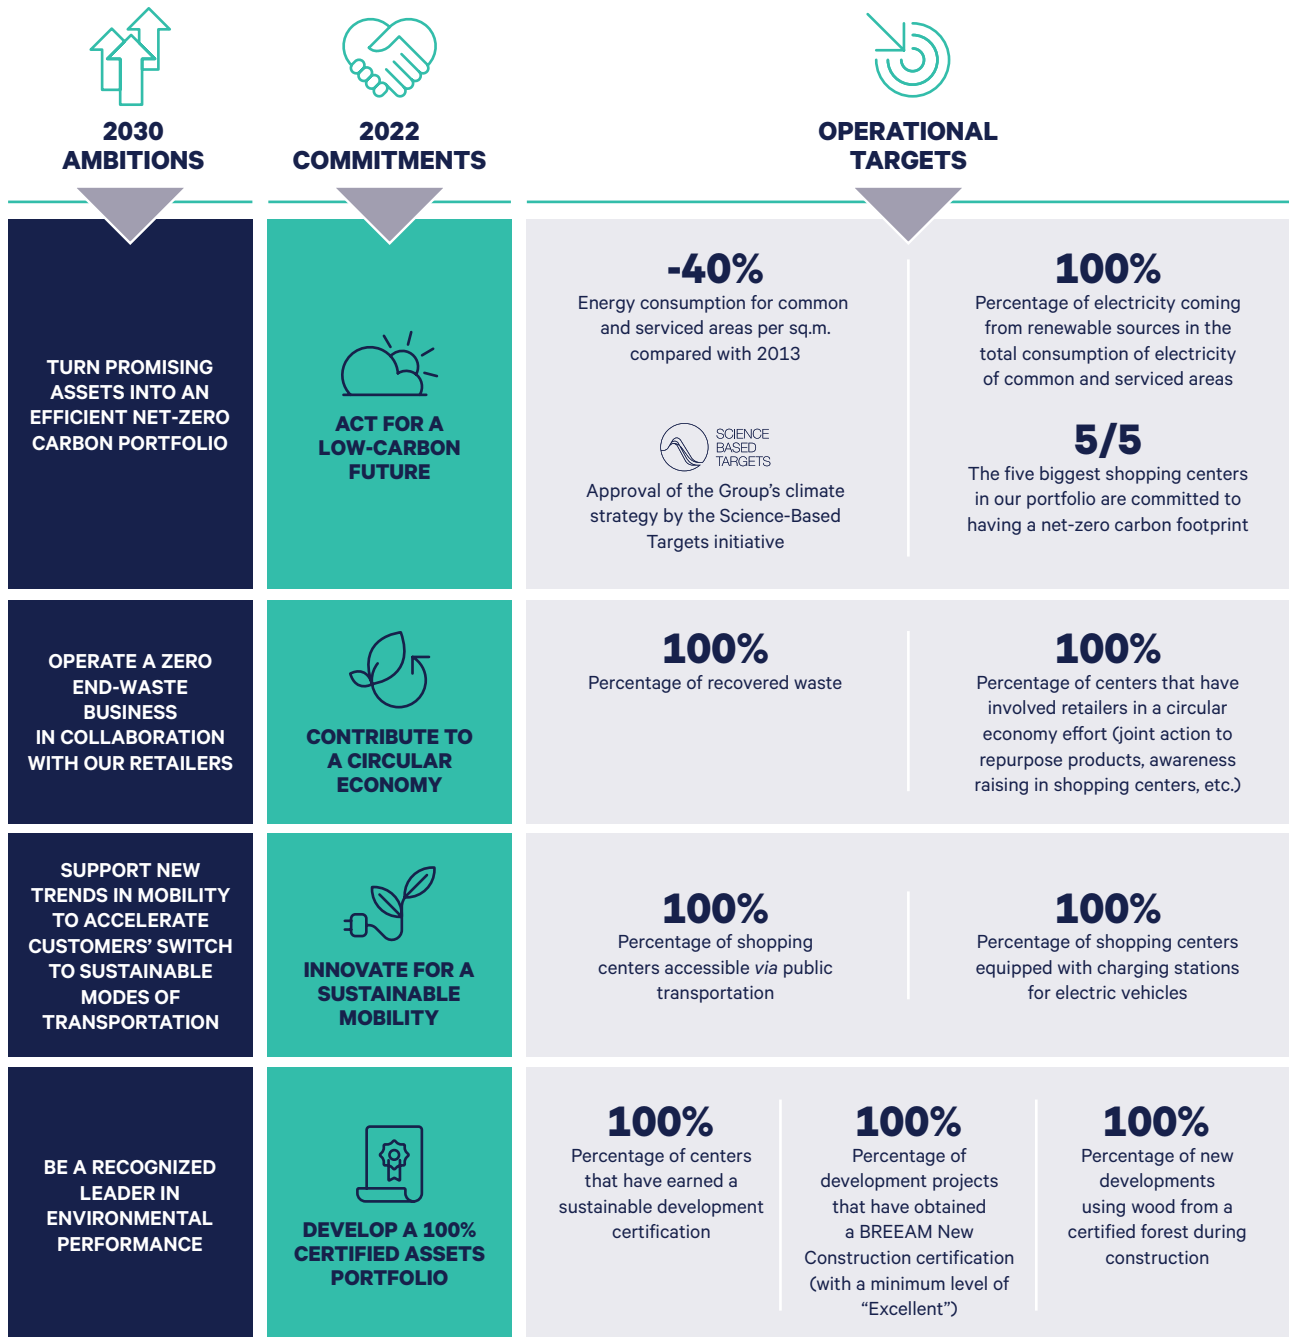 2030
AMBITIONS
2022
COMMITMENTS
OPERATIONAL
TARGETS
TURN PROMISING
ASSETS INTO AN
EFFICIENT NET-ZERO
CARBON PORTFOLIO
ACT FOR A
LOW-CARBON
FUTURE
-40%
Energy consumption for common
and serviced areas per sq.m.
compared with 2013
SCIENCE
BASED
TARGETS
Approval of the Group’s climate
strategy by the Science-Based
Targets initiative
100%
Percentage of electricity coming
from renewable sources in the
total consumption of electricity
of common and serviced areas
5/5
The five biggest shopping centers
in our portfolio are committed to
having a net-zero carbon footprint
OPERATE A ZERO
END-WASTE
BUSINESS
IN COLLABORATION
WITH OUR RETAILERS
CONTRIBUTE TO
A CIRCULAR
ECONOMY
100%
Percentage of recovered waste
100%
Percentage of centers that have
involved retailers in a circular
economy effort (joint action to
repurpose products, awareness
raising in shopping centers, etc.)
SUPPORT NEW
TRENDS IN MOBILITY
TO ACCELERATE
CUSTOMERS’ SWITCH
TO SUSTAINABLE
MODES OF
TRANSPORTATION
INNOVATE FOR A
SUSTAINABLE
MOBILITY
100%
Percentage of shopping
centers accessible via public
transportation
100%
Percentage of shopping centers
equipped with charging stations
for electric vehicles
BE A RECOGNIZED
LEADER IN
ENVIRONMENTAL
PERFORMANCE
DEVELOP A 100%
CERTIFIED ASSETS
PORTFOLIO
100%
Percentage of centers
that have earned a
sustainable development
certification
100%
Percentage of
development projects
that have obtained
a BREEAM New
Construction certification
(with a minimum level of
“Excellent”)
100%
Percentage of new
developments
using wood from a
certified forest during
construction